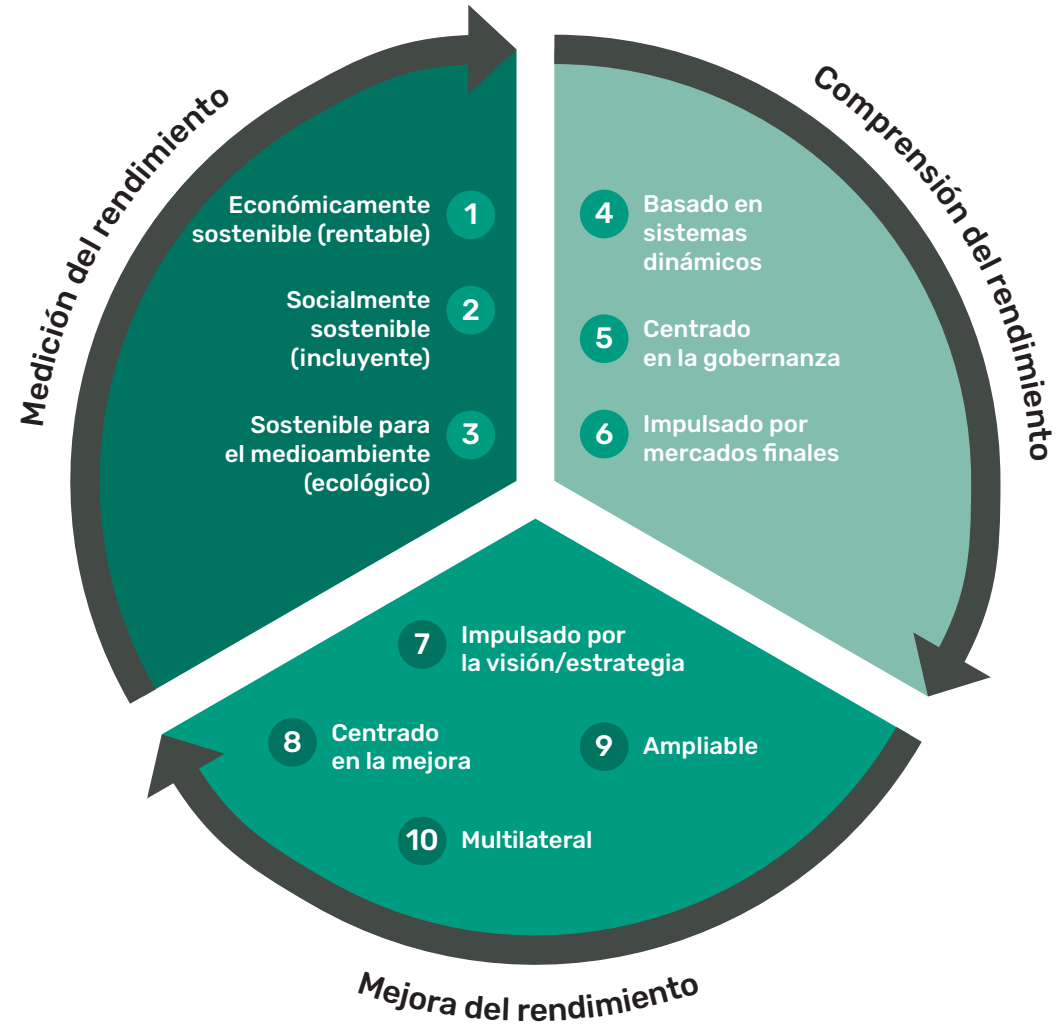 Medición del rendimiento
1
Económicamente
sostenible (rentable)
2
Socialmente
sostenible
(incluyente)
3
Sostenible para
el medioambiente
(ecológico)
Comprensión del rendimiento
4
Basado en
sistemas
dinámicos
5
Centrado
en la gobernanza
6
Impulsado por
mercados finales
7
Impulsado por
la visión/estrategia
8
Centrado
en la mejora
9
Ampliable
10
Multilateral
Mejora del rendimiento